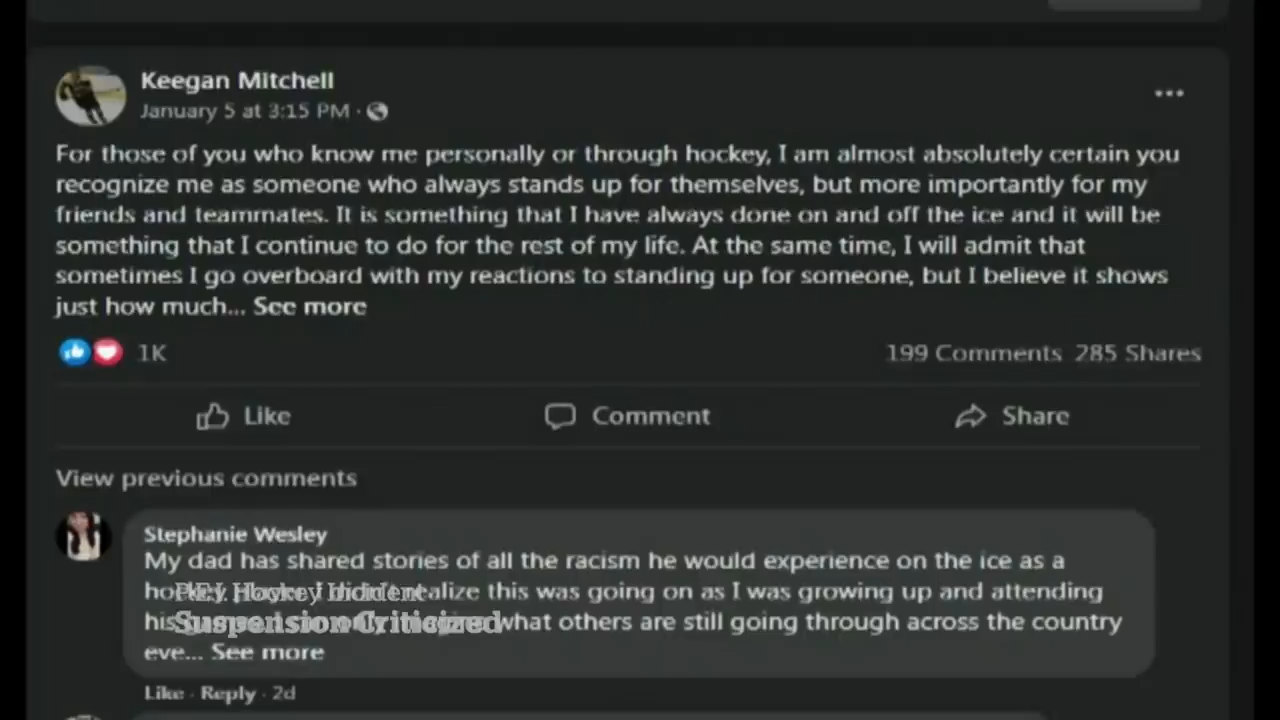 Keegan Mitchell
January 5 at 3:15 PM ·
For those of you who know me personally or through hockey, I am almost absolutely certain you
recognize me as someone who always stands up for themselves, but more importantly for my
friends and teammates. It is something that I have always done on and off the ice and it will be
something that I continue to do for the rest of my life. At the same time, I will admit that
sometimes I go overboard with my reactions to standing up for someone, but I believe it shows
just how much... See more
1K
199 Comments 285 Shares
Like
Comment
Share
View previous comments
Stephanie Wesley
My dad has shared stories of all the racism he would experience on the ice as a
this was going on as I was growing up and attending
his what others are still going through across the country
P.E.I. Hockey Incident
Suspension Criticized
eve... See more
Like · Reply · 2d